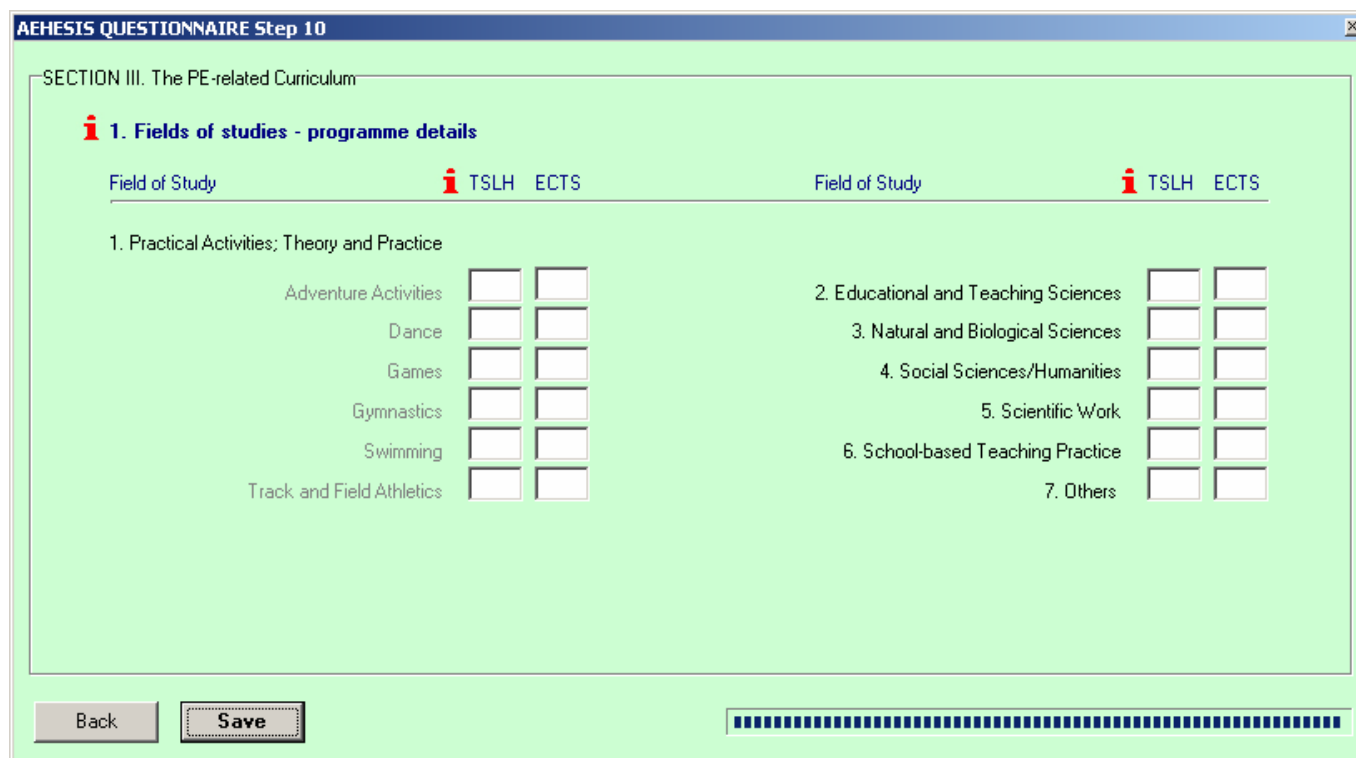 AEHESIS QUESTIONNAIRE Step 10
SECTION III. The PE-related Curriculum
i 1. Fields of studies - programme details
Field of Study i TSLH ECTS
Field of Study i TSLH ECTS
1. Practical Activities; Theory and Practice
Adventure Activities
Dance
Games
Gymnastics
Swimming
Track and Field Athletics
2. Educational and Teaching Sciences
3. Natural and Biological Sciences
4. Social Sciences/Humanities
5. Scientific Work
6. School-based Teaching Practice
7. Others
Back
Save